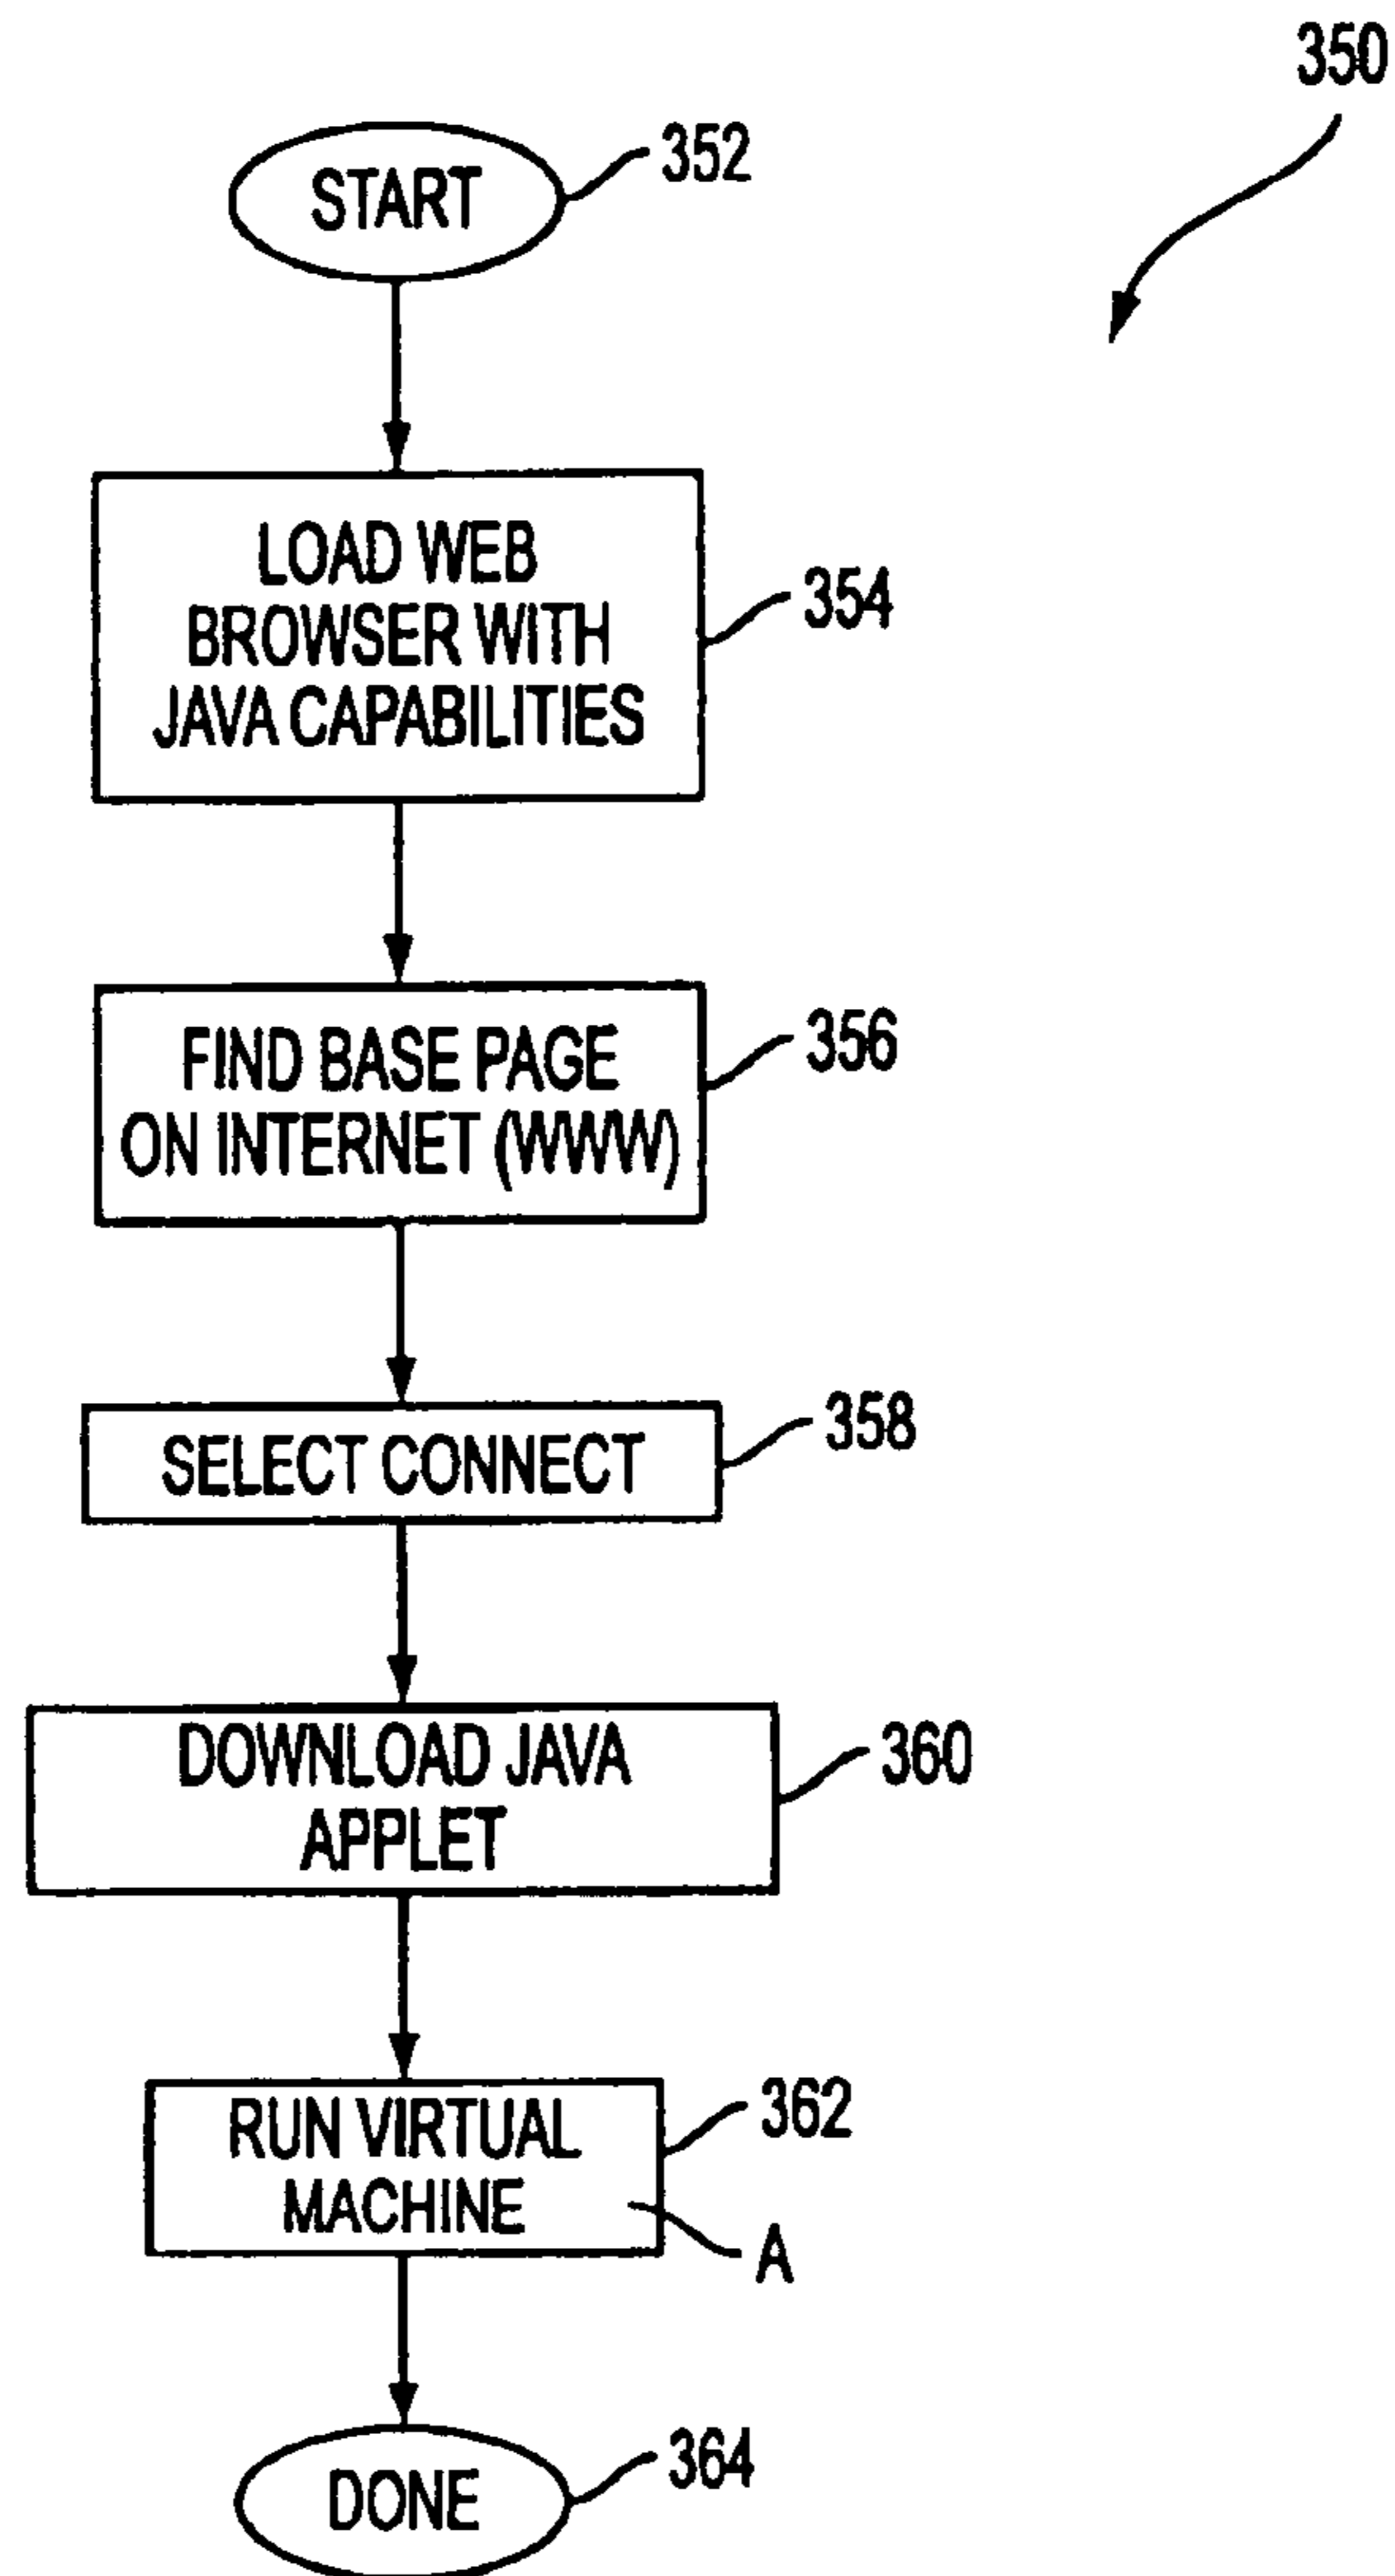 350
START
352
LOAD WEB
BROWSER WITH
JAVA CAPABILITIES
354
FIND BASE PAGE
ON INTERNET (WWW)
356
SELECT CONNECT
358
DOWNLOAD JAVA
APPLET
360
RUN VIRTUAL
MACHINE
362
A
DONE
364